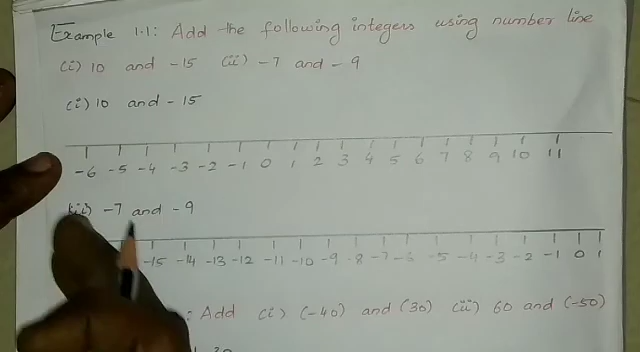 Example 1.1: Add the following integers using number line
(i) 10 and -15 (ii) -7 and -9
(i) 10 and -15
-6 -5 -4 -3 -2 -1 0 1 2 3 4 5 6 7 8 9 10 11
(ii) -7 and -9
-15 -14 -13 -12 -11 -10 -9 -8 -7 -6 -5 -4 -3 -2 -1 0 1
: Add (i) (-40) and (30) (ii) 60 and (-50)